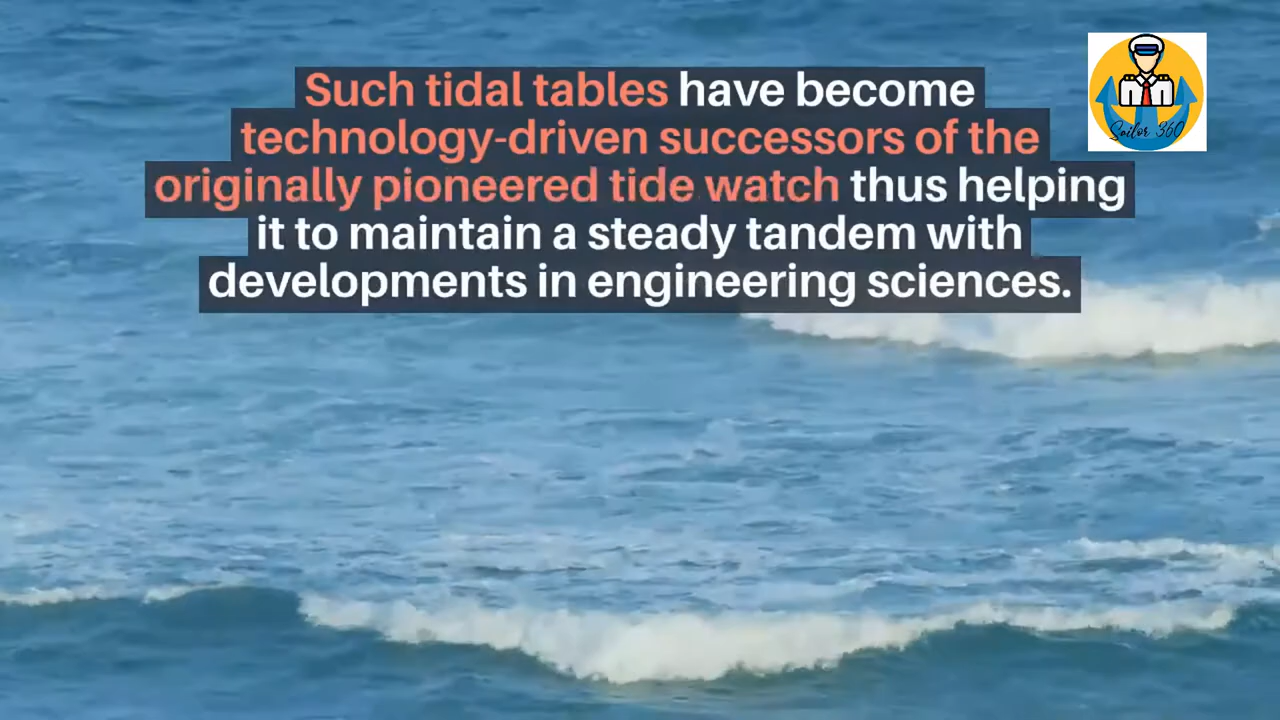 Such tidal tables have become
technology-driven successors of the
originally pioneered tide watch thus helping
it to maintain a steady tandem with
developments in engineering sciences.
Sailor 360